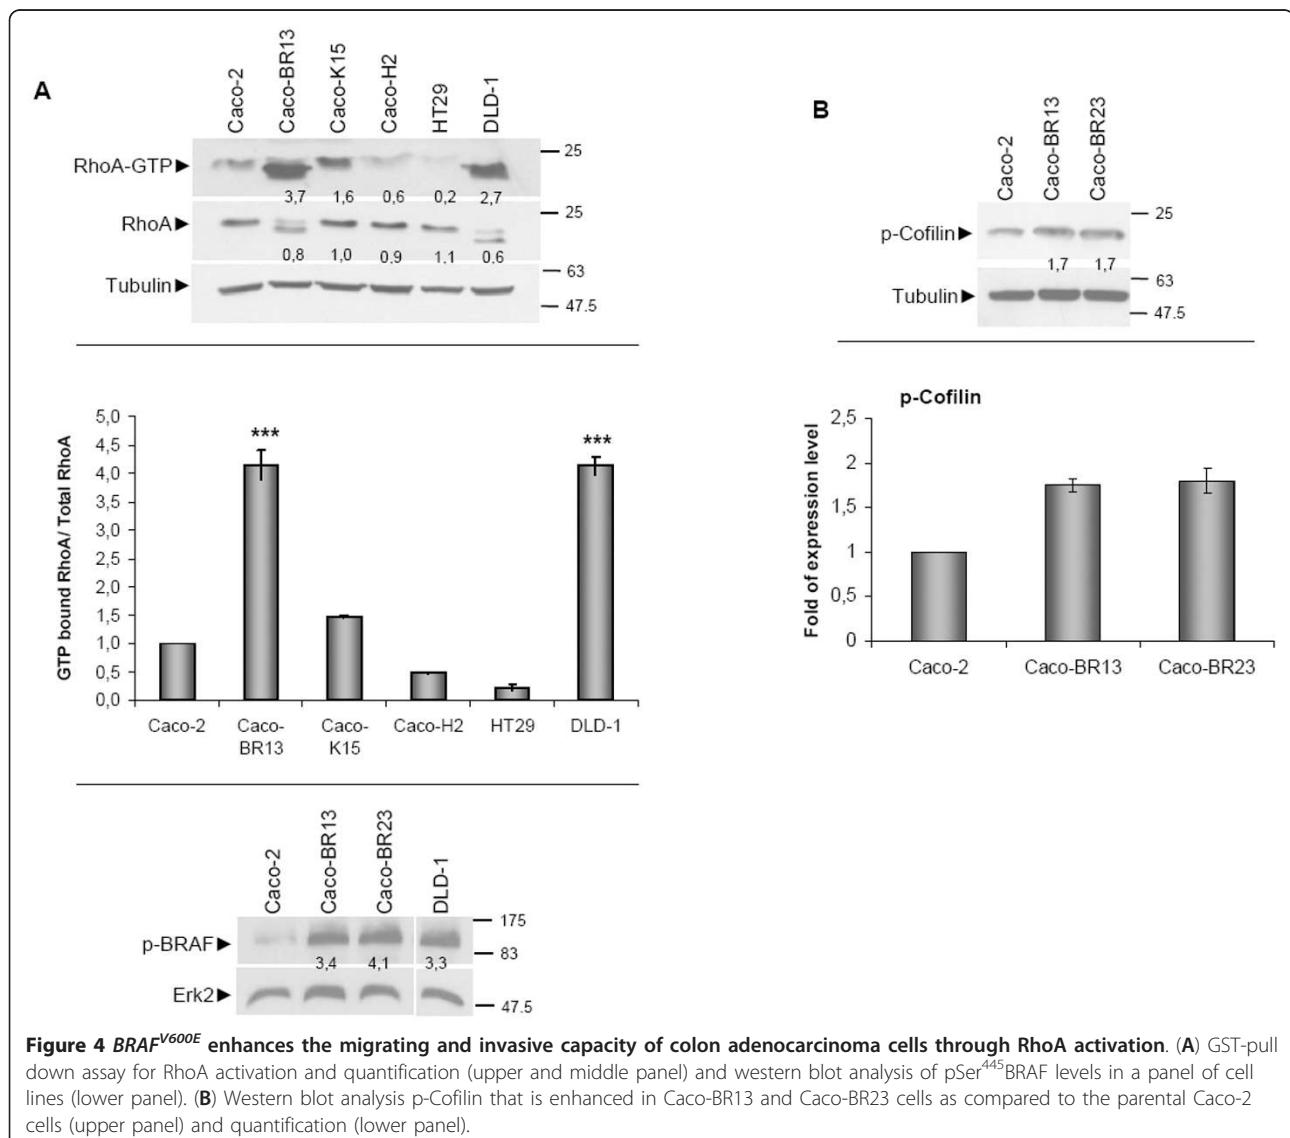 A
Caco-2
Caco-BR13
Caco-K15
Caco-H2
HT29
DLD-1
RhoA-GTP
25
3,7 1,6 0,6 0,2 2,7
RhoA
25
0,8 1,0 0,9 1,1 0,6
Tubulin
63
47.5
GTP bound RhoA/ Total RhoA
5,0
4,5
4,0
3,5
3,0
2,5
2,0
1,5
1,0
0,5
0,0
***
***
Caco-2
Caco-
BR13
Caco-
K15
Caco-H2
HT29
DLD-1
Caco-2
Caco-BR13
Caco-BR23
DLD-1
p-BRAF
175
83
3,4 4,1 3,3
Erk2
47.5
B
Caco-2
Caco-BR13
Caco-BR23
p-Cofilin
25
1,7 1,7
Tubulin
63
47.5
p-Cofilin
Fold of expression level
2,5
2
1,5
1
0,5
0
Caco-2
Caco-BR13
Caco-BR23
Figure 4 BRAF^V600E enhances the migrating and invasive capacity of colon adenocarcinoma cells through RhoA activation. (A) GST-pull
down assay for RhoA activation and quantification (upper and middle panel) and western blot analysis of pSer^445BRAF levels in a panel of cell
lines (lower panel). (B) Western blot analysis p-Cofilin that is enhanced in Caco-BR13 and Caco-BR23 cells as compared to the parental Caco-2
cells (upper panel) and quantification (lower panel).